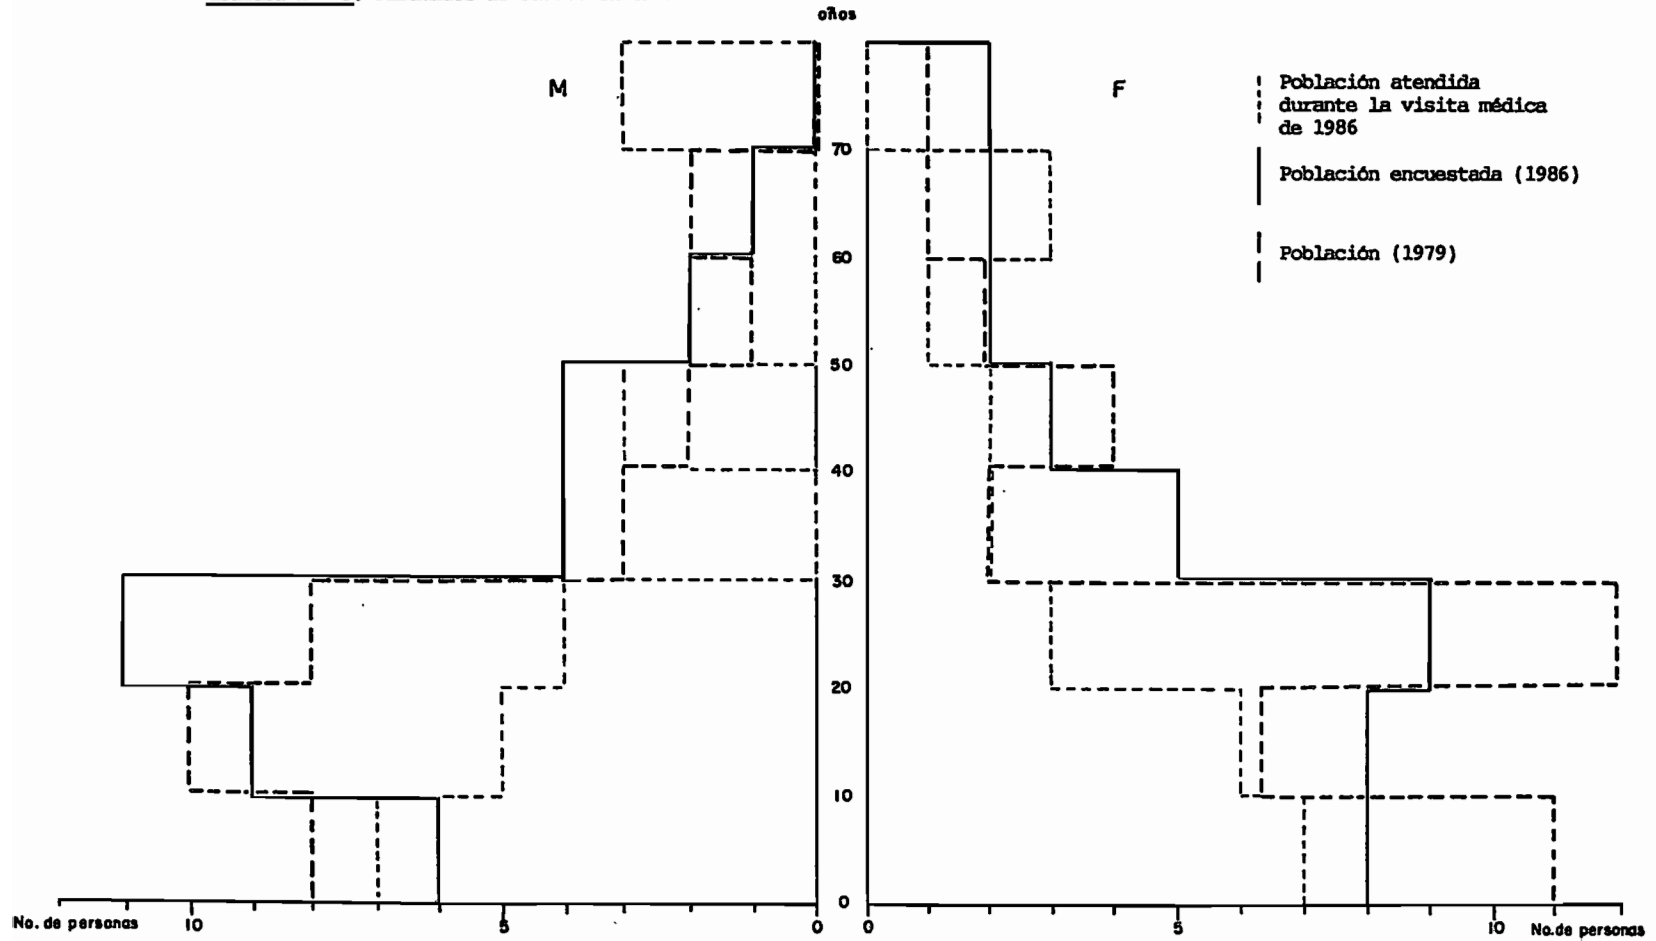 años
M
F
Población atendida
durante la visita médica
de 1986
Población encuestada (1986)
Población (1979)
70
60
50
40
30
20
10
0
No. de personas 10 5 0
0 5 10 No. de personas